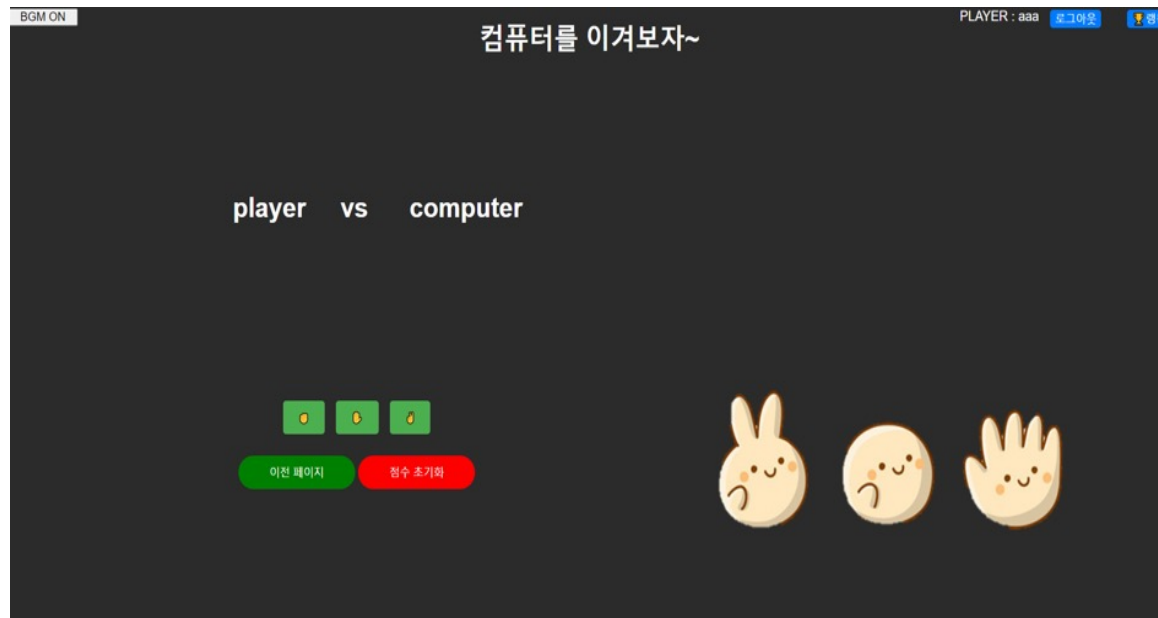 BGM ON
PLAYER : aaa 로그아웃
컴퓨터를 이겨보자~
player vs computer
이전 페이지 점수 초기화